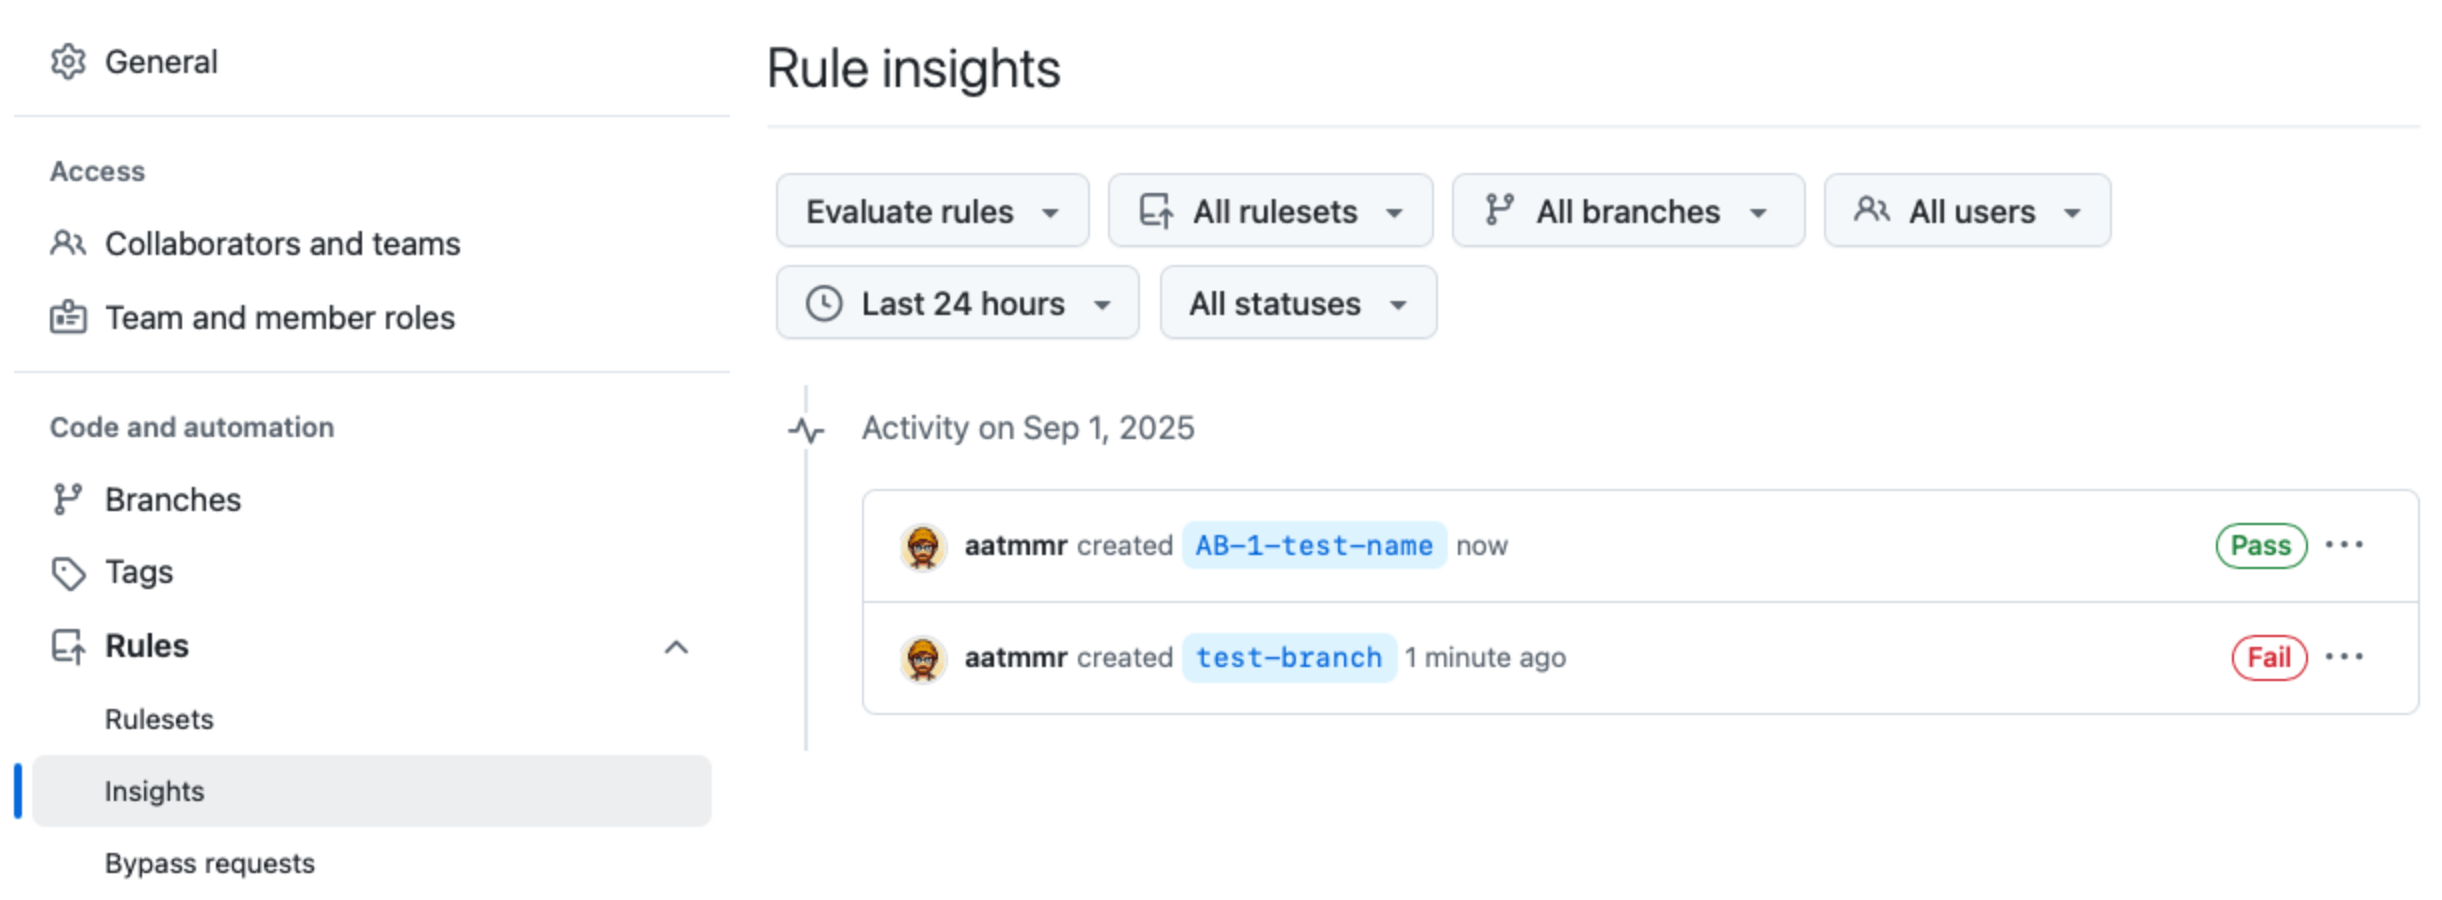 General
Access
Collaborators and teams
Team and member roles
Code and automation
Branches
Tags
Rules
Rulesets
Insights
Bypass requests
Rule insights
Evaluate rules All rulesets All branches All users
Last 24 hours All statuses
Activity on Sep 1, 2025
aatmmr created AB-1-test-name now Pass ···
aatmmr created test-branch 1 minute ago Fail ···